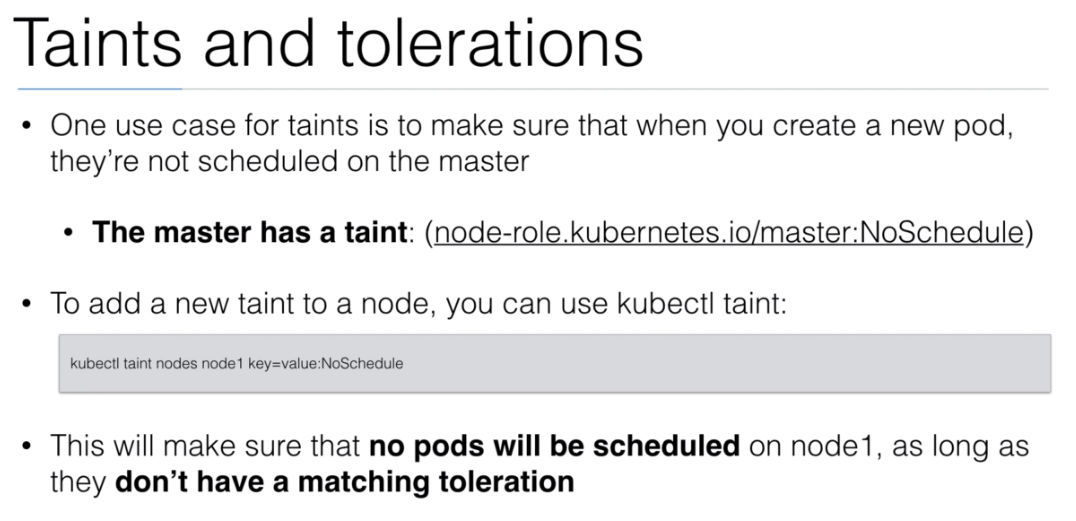 Taints and tolerations
• One use case for taints is to make sure that when you create a new pod,
they're not scheduled on the master
• The master has a taint: (node-role.kubernetes.io/master:NoSchedule)
• To add a new taint to a node, you can use kubectl taint:
kubectl taint nodes node1 key=value:NoSchedule
• This will make sure that no pods will be scheduled on node1, as long as
they don't have a matching toleration